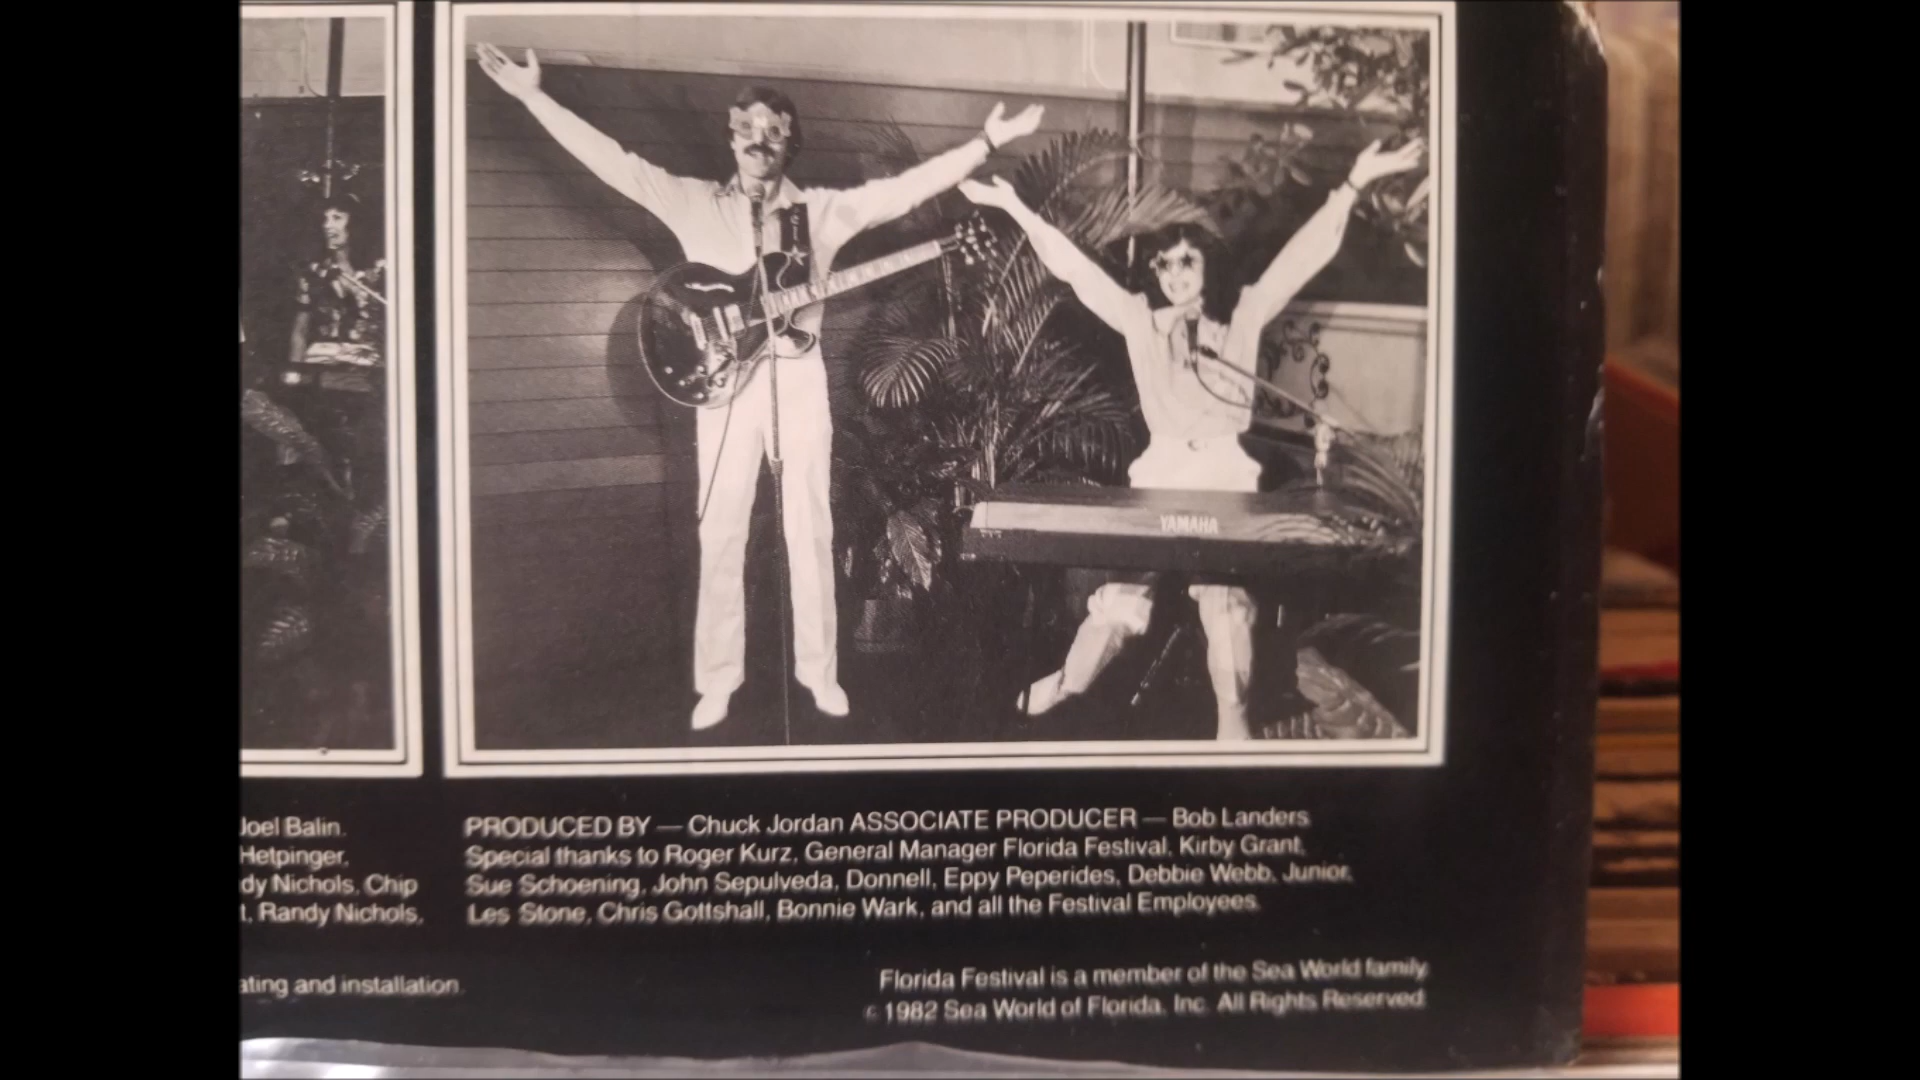 YAMAHA
Joel Balin.
Hetpinger,
dy Nichols, Chip
t, Randy Nichols,
ating and installation.
PRODUCED BY — Chuck Jordan ASSOCIATE PRODUCER — Bob Landers
Special thanks to Roger Kurz, General Manager Florida Festival, Kirby Grant,
Sue Schoening, John Sepulveda, Donnell, Eppy Peperides, Debbie Webb, Junior,
Les Stone, Chris Gottshall, Bonnie Wark, and all the Festival Employees.
Florida Festival is a member of the Sea World family.
© 1982 Sea World of Florida, Inc. All Rights Reserved.